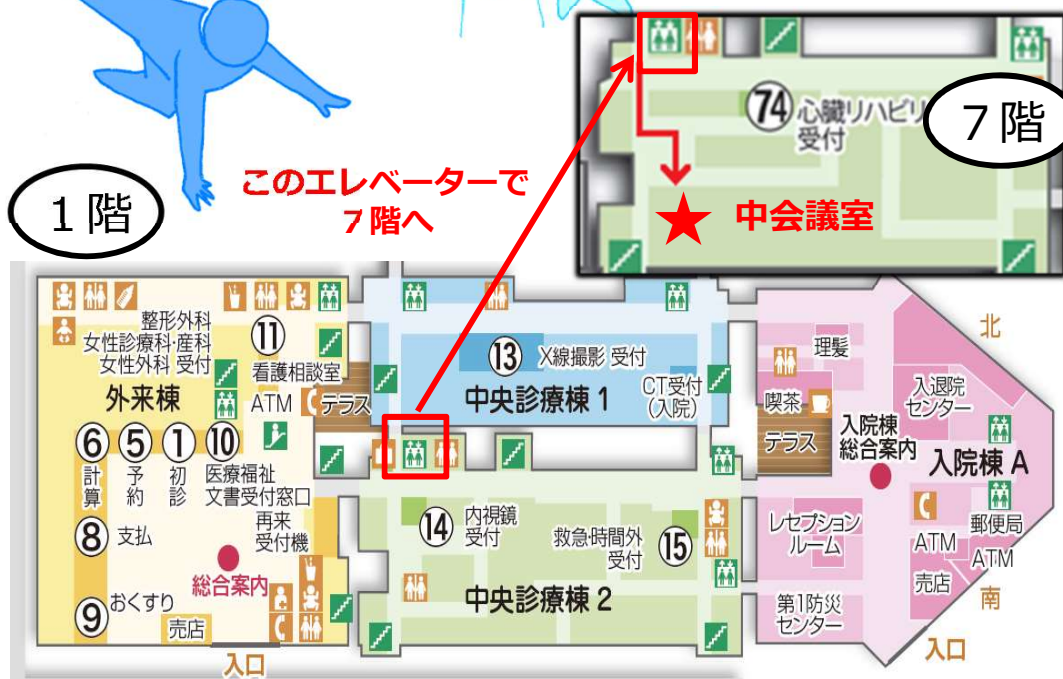 ７階
74 心臓リハビリ
受付
中会議室
１階
このエレベーターで
７階へ
整形外科
女性診療科・産科
女性外科 受付
11
看護相談室
外来棟
ATM
テラス
6
計算
5
予約
1
初診
10
医療福祉
文書受付窓口
再来
受付機
8
支払
総合案内
9
おくすり
売店
入口
13
X線撮影 受付
中央診療棟 1
CT受付
(入院)
14
内視鏡
受付
救急・時間外
受付
15
中央診療棟 2
理髪
喫茶
テラス
入院棟
総合案内
入退院
センター
北
入院棟 A
レセプション
ルーム
ATM
郵便局
ATM
売店
南
第1防災
センター
入口